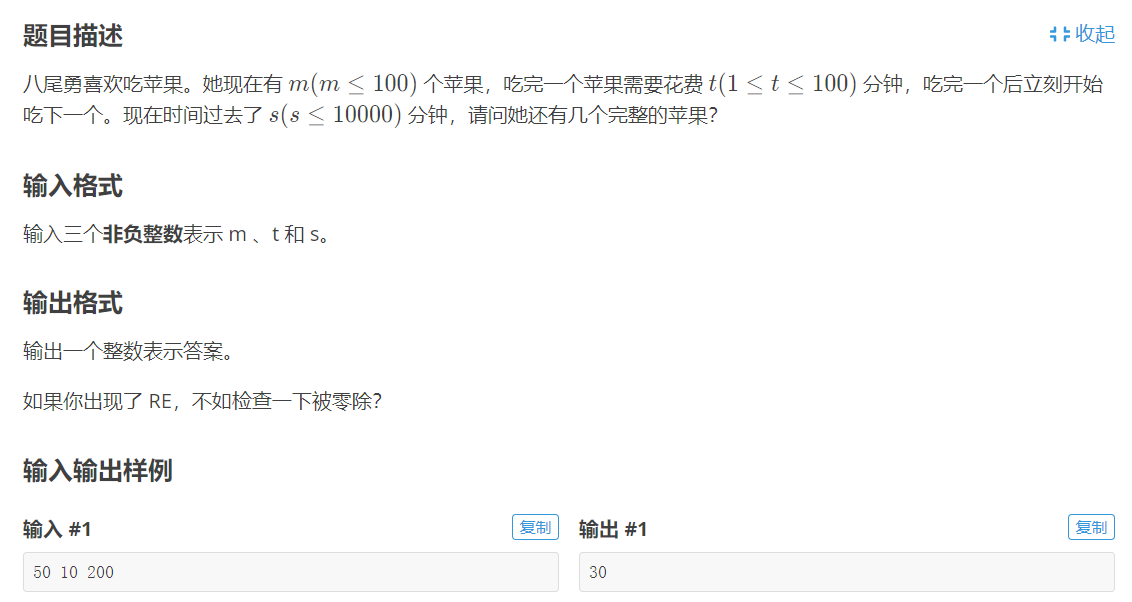 题目描述
收起
八尾勇喜欢吃苹果。她现在有 m(m ≤ 100) 个苹果，吃完一个苹果需要花费 t(1 ≤ t ≤ 100) 分钟，吃完一个后立刻开始
吃下一个。现在时间过去了 s(s ≤ 10000) 分钟，请问她还有几个完整的苹果？
输入格式
输入三个非负整数表示 m 、t 和 s。
输出格式
输出一个整数表示答案。
如果你出现了 RE，不如检查一下被零除？
输入输出样例
输入 #1
复制
输出 #1
复制
50 10 200
30